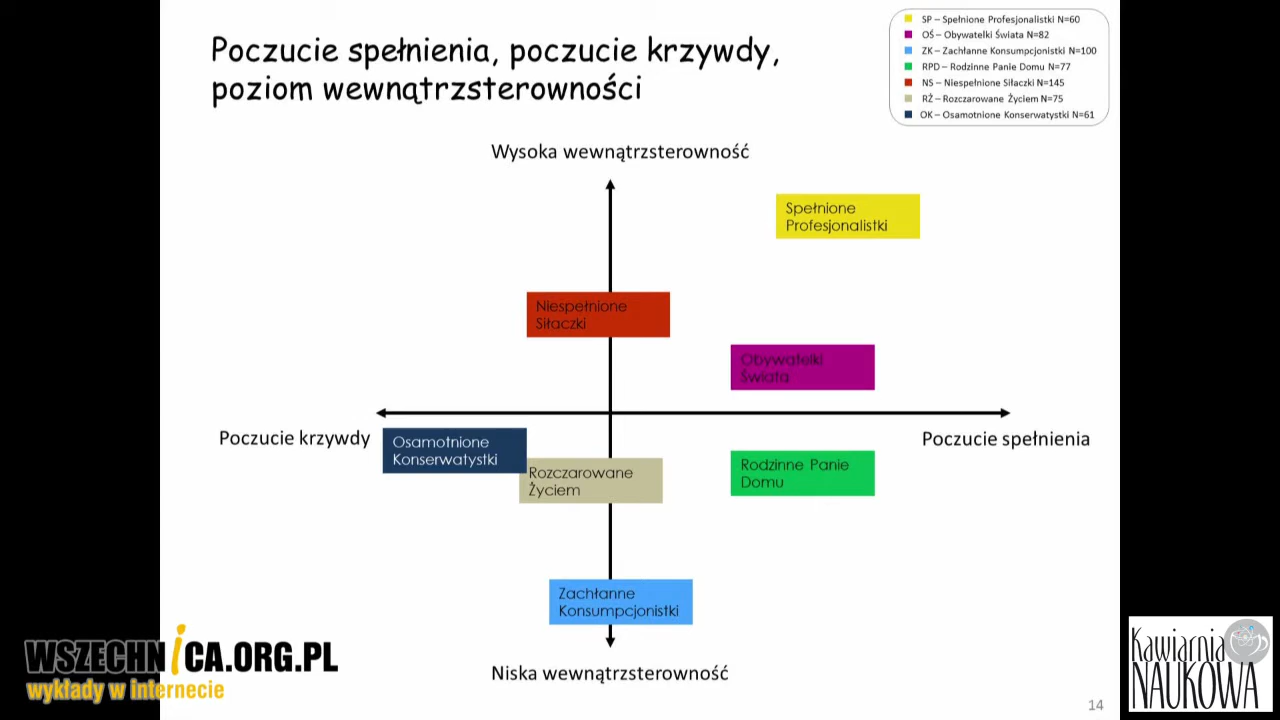 Poczucie spełnienia, poczucie krzywdy,
poziom wewnątrzsterowności
SP – Spełnione Profesjonalistki N=60
OŚ – Obywatelki Świata N=82
ZK – Zachłanne Konsumpcjonistki N=100
RPD – Rodzinne Panie Domu N=77
NS – Niespełnione Siłaczki N=145
RŻ – Rozczarowane Życiem N=75
OK – Osamotnione Konserwatystki N=61
Wysoka wewnątrzsterowność
Spełnione
Profesjonalistki
Niespełnione
Siłaczki
Obywatelki
Świata
Poczucie krzywdy
Poczucie spełnienia
Osamotnione
Konserwatystki
Rozczarowane
Życiem
Rodzinne Panie
Domu
Zachłanne
Konsumpcjonistki
Niska wewnątrzsterowność
WSZECHNICA.ORG.PL
wykłady w internecie
Kawiarnia
NAUKOWA
14